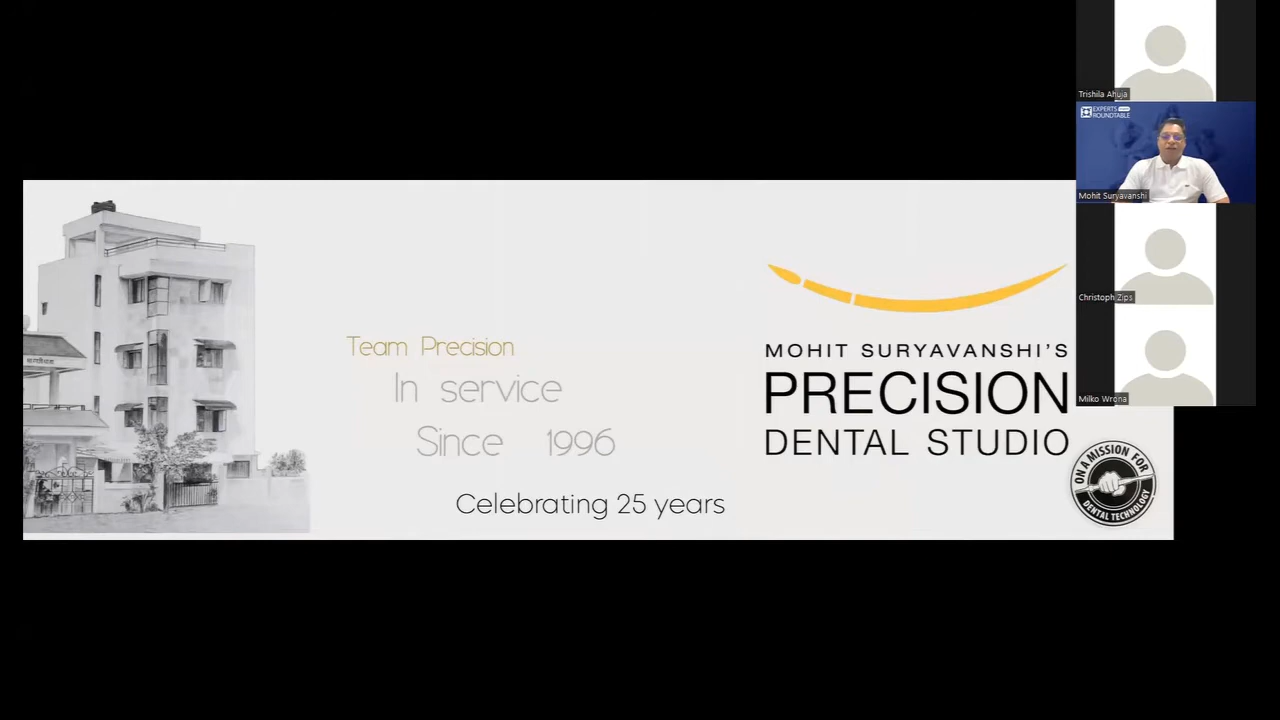 Team Precision
In service
Since 1996
Celebrating 25 years
MOHIT SURYAVANSHI'S
PRECISION
DENTAL STUDIO
ON A MISSION FOR
DENTAL TECHNOLOGY
Trishila Ahuja
EXPERTS
ROUNDTABLE
Mohit Suryavanshi
Christoph Zips
Milko Wrona